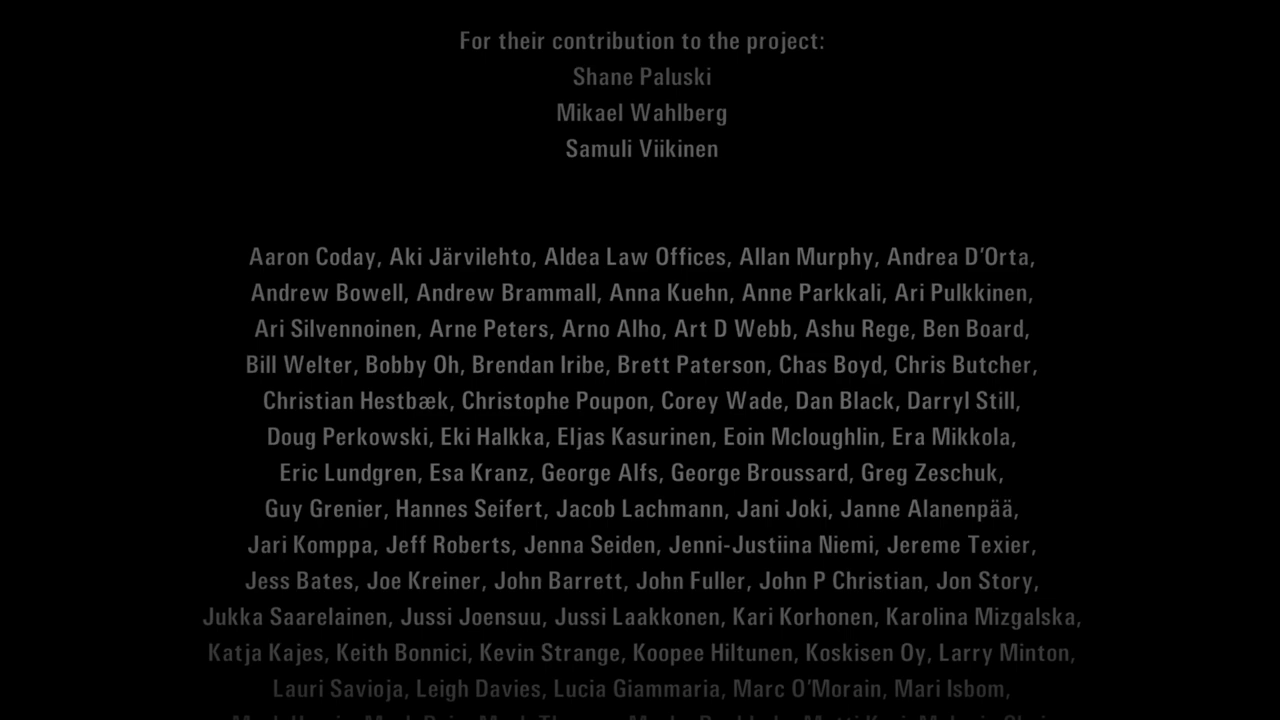 For their contribution to the project:
Shane Paluski
Mikael Wahlberg
Samuli Viikinen
Aaron Coday, Aki Järvilehto, Aldea Law Offices, Allan Murphy, Andrea D’Orta,
Andrew Bowell, Andrew Brammall, Anna Kuehn, Anne Parkkali, Ari Pulkkinen,
Ari Silvennoinen, Arne Peters, Arno Alho, Art D Webb, Ashu Rege, Ben Board,
Bill Welter, Bobby Oh, Brendan Iribe, Brett Paterson, Chas Boyd, Chris Butcher,
Christian Hestbæk, Christophe Poupon, Corey Wade, Dan Black, Darryl Still,
Doug Perkowski, Eki Halkka, Eljas Kasurinen, Eoin Mcloughlin, Era Mikkola,
Eric Lundgren, Esa Kranz, George Alfs, George Broussard, Greg Zeschuk,
Guy Grenier, Hannes Seifert, Jacob Lachmann, Jani Joki, Janne Alanenpää,
Jari Komppa, Jeff Roberts, Jenna Seiden, Jenni-Justiina Niemi, Jereme Texier,
Jess Bates, Joe Kreiner, John Barrett, John Fuller, John P Christian, Jon Story,
Jukka Saarelainen, Jussi Joensuu, Jussi Laakkonen, Kari Korhonen, Karolina Mizgalska,
Katja Kajes, Keith Bonnici, Kevin Strange, Koopee Hiltunen, Koskisen Oy, Larry Minton,
Lauri Savioja, Leigh Davies, Lucia Giammaria, Marc O’Morain, Mari Isbom,